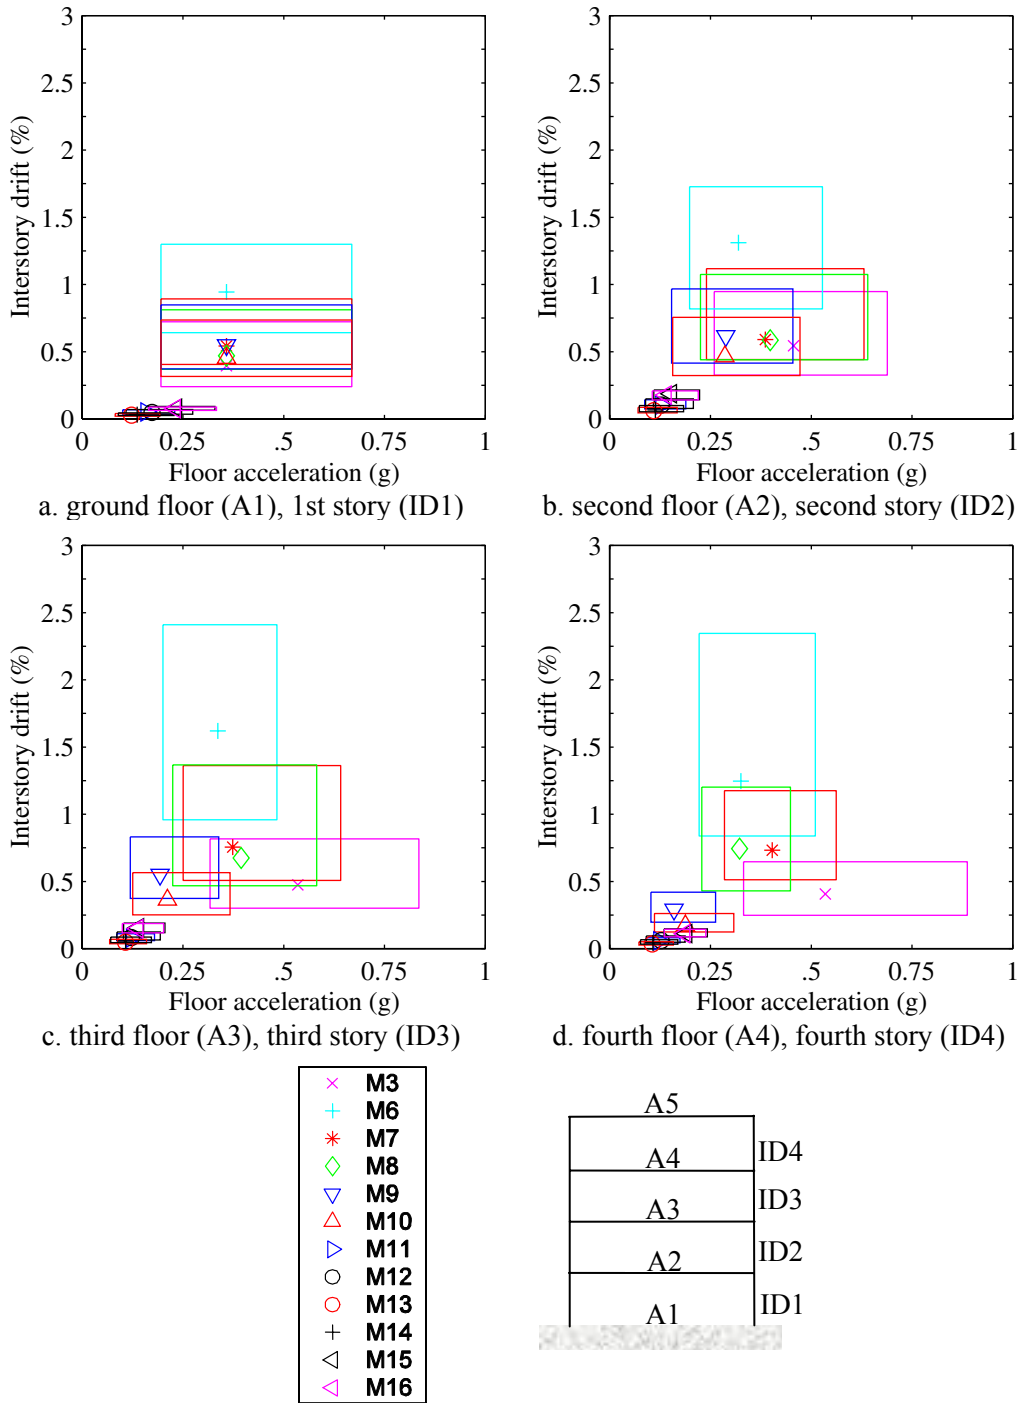 3
2.5
2
1.5
1
0.5
0
Interstory drift (%)
0 0.25 .5 0.75 1
Floor acceleration (g)
a. ground floor (A1), 1st story (ID1)
3
2.5
2
1.5
1
0.5
0
Interstory drift (%)
0 0.25 0.5 0.75 1
Floor acceleration (g)
b. second floor (A2), second story (ID2)
3
2.5
2
1.5
1
0.5
0
Interstory drift (%)
0 0.25 0.5 0.75 1
Floor acceleration (g)
c. third floor (A3), third story (ID3)
3
2.5
2
1.5
1
0.5
0
Interstory drift (%)
0 0.25 0.5 0.75 1
Floor acceleration (g)
d. fourth floor (A4), fourth story (ID4)
M3
M6
M7
M8
M9
M10
M11
M12
M13
M14
M15
M16
A5
A4 ID4
A3 ID3
A2 ID2
A1 ID1